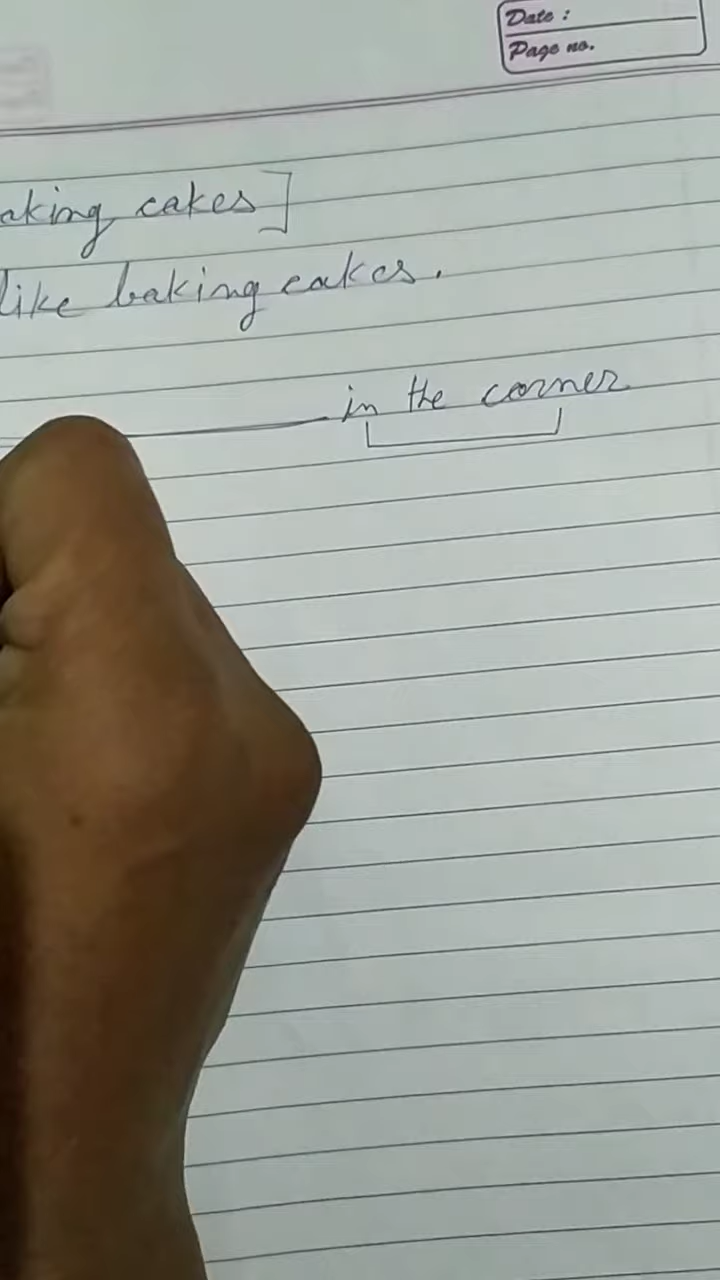 Date :
Page no.
aking cakes]
like baking cakes.
in the corner